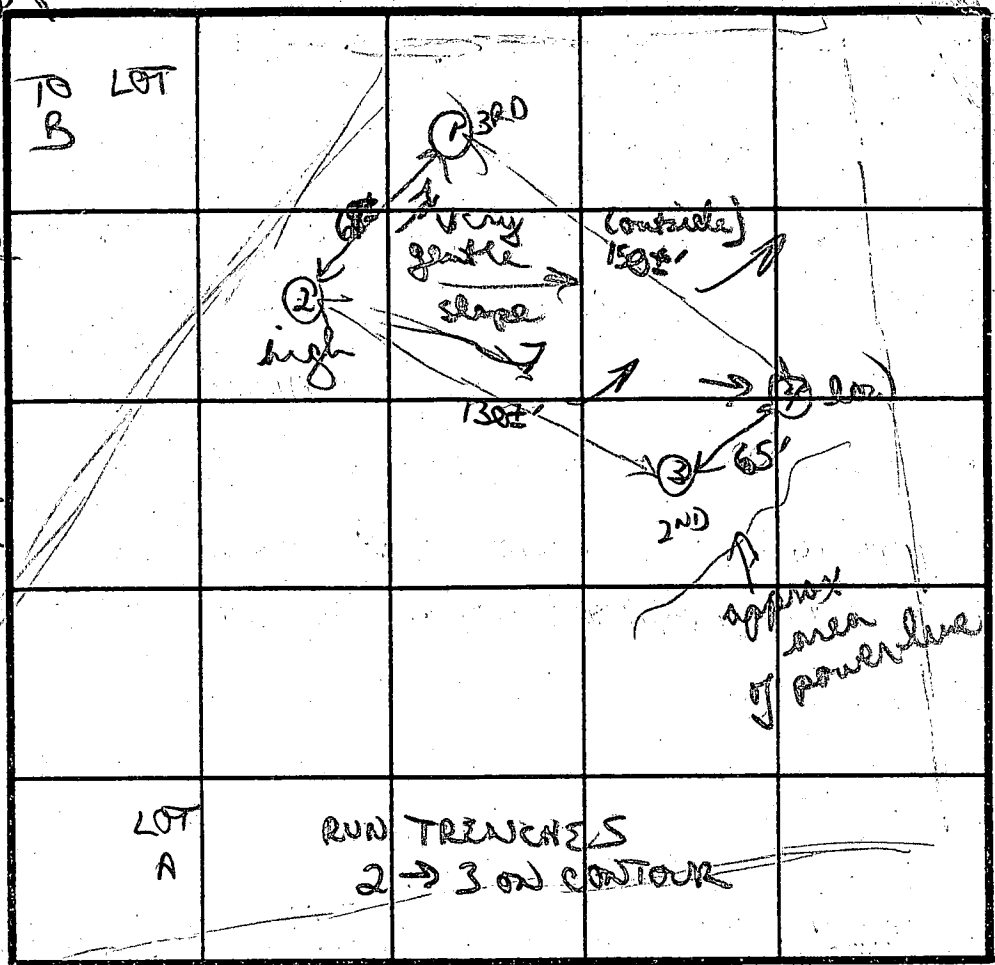 TO LOT
B
1 3RD
very
gentle
slope
(outside)
150±'
2
high
130±'
low
3
65'
2ND
approx
area
of powerline
LOT
A
RUN TRENCHES
2 → 3 ON CONTOUR